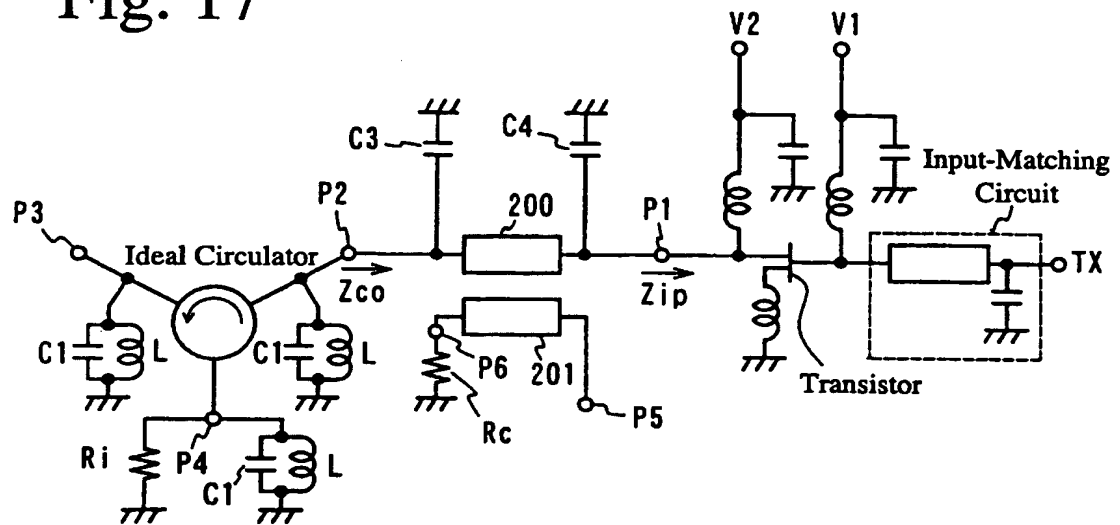 Fig. 17
V2
V1
C3
C4
Input-Matching
Circuit
P3
P2
200
P1
Ideal Circulator
TX
Zco
Zip
C1
L
C1
L
P6
201
Transistor
Rc
P5
Ri
P4
C1
L